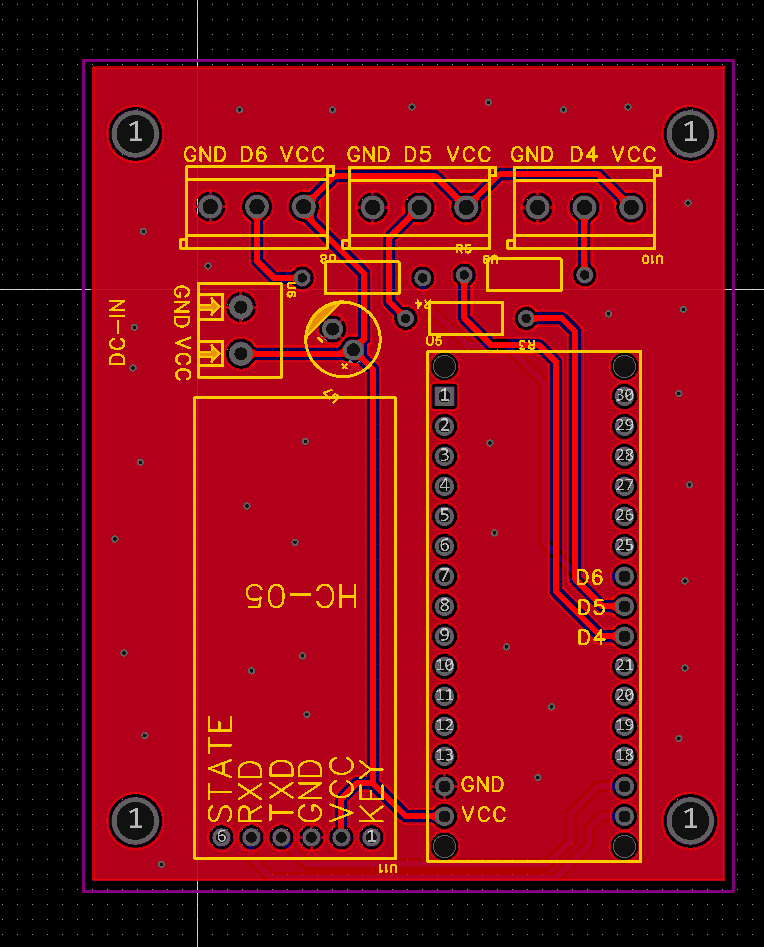 1 1
GND D6 VCC GND D5 VCC GND D4 VCC
U8 R5 U9 U10
U6
DC-IN GND VCC
R4
U5 R3
U7
1 30
2 29
3 28
4 27
5 26
6 25
7 D6
8 D5
9 D4
10 21
11 20
12 19
13 18
HC-05
GND
VCC
STATE RXD TXD GND VCC KEY
6 1
1 1
U11